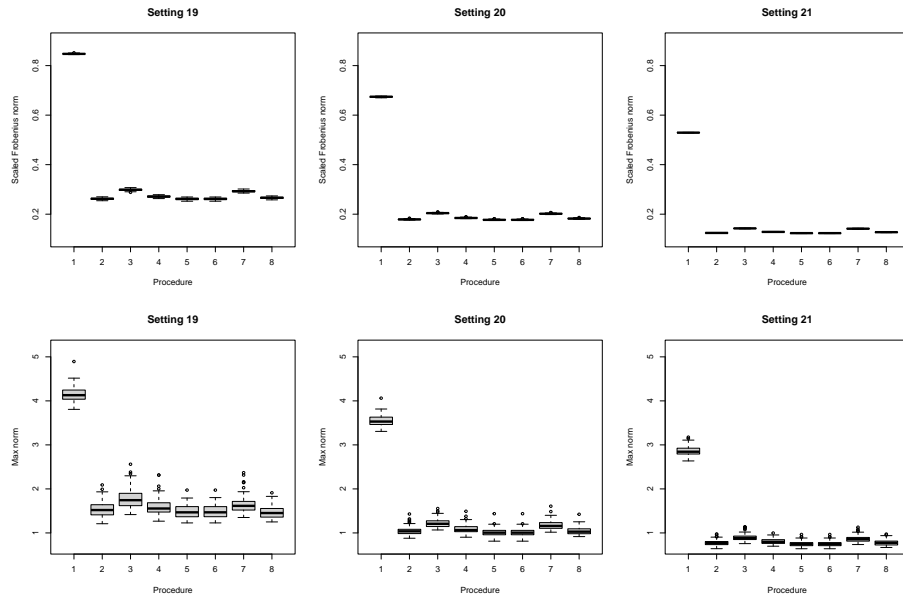 Setting 19
Setting 20
Setting 21
Scaled Frobenius norm
0.2 0.4 0.6 0.8
1 2 3 4 5 6 7 8
Procedure
Scaled Frobenius norm
0.2 0.4 0.6 0.8
1 2 3 4 5 6 7 8
Procedure
Scaled Frobenius norm
0.2 0.4 0.6 0.8
1 2 3 4 5 6 7 8
Procedure
Setting 19
Setting 20
Setting 21
Max norm
1 2 3 4 5
1 2 3 4 5 6 7 8
Procedure
Max norm
1 2 3 4 5
1 2 3 4 5 6 7 8
Procedure
Max norm
1 2 3 4 5
1 2 3 4 5 6 7 8
Procedure